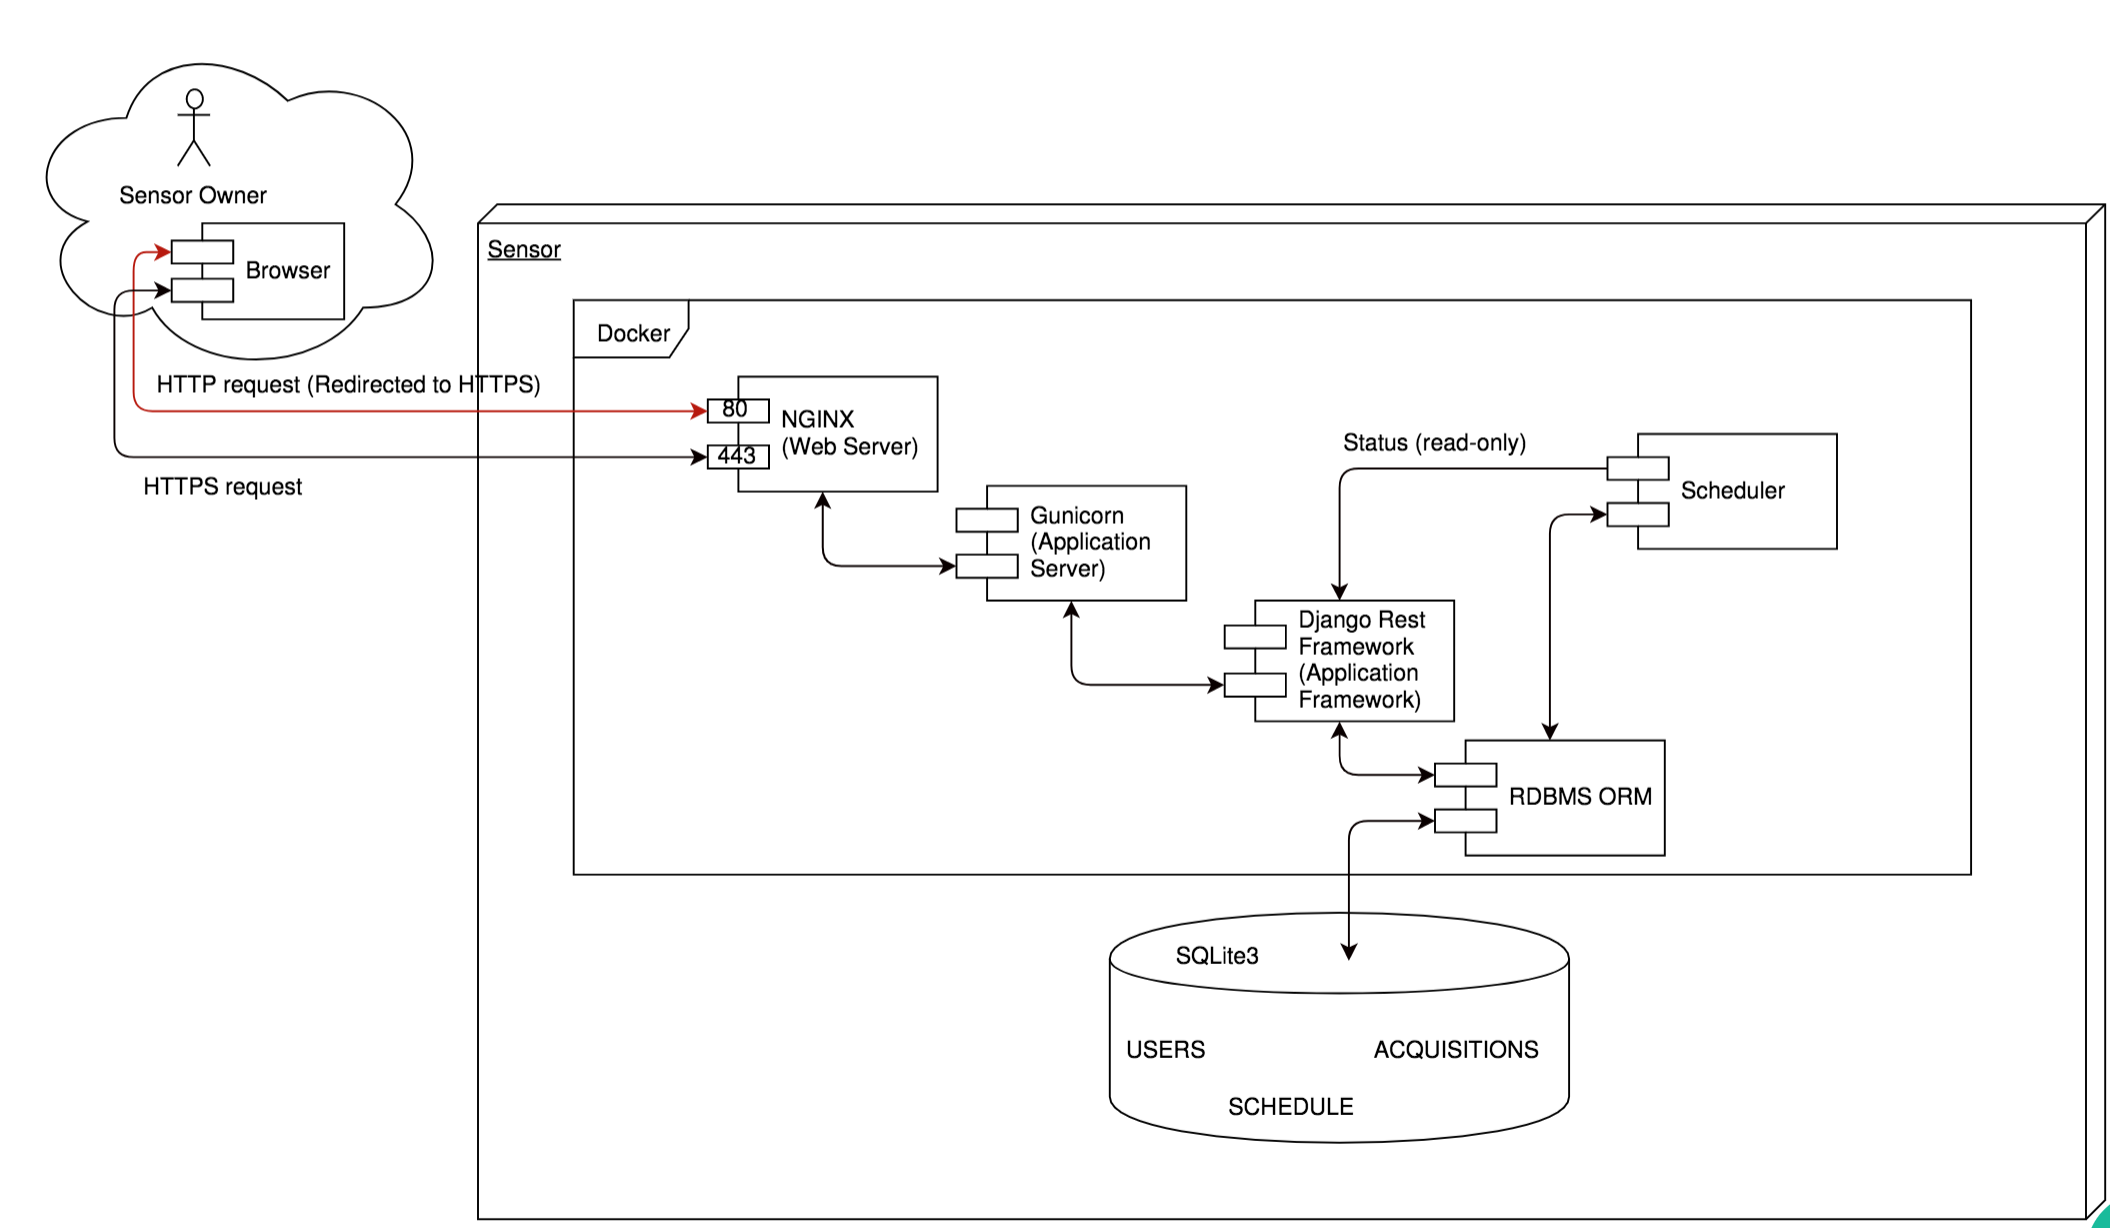 Sensor Owner
Browser
Sensor
Docker
HTTP request (Redirected to HTTPS)
80
NGINX
(Web Server)
443
HTTPS request
Status (read-only)
Scheduler
Gunicorn
(Application
Server)
Django Rest
Framework
(Application
Framework)
RDBMS ORM
SQLite3
USERS
ACQUISITIONS
SCHEDULE